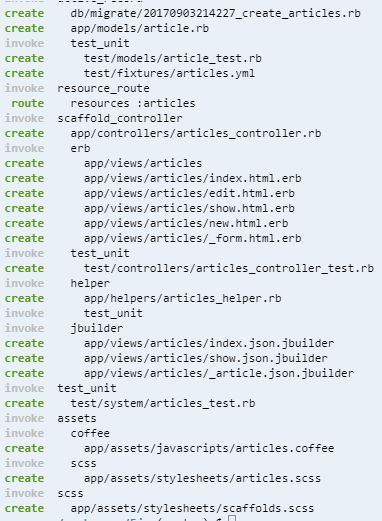 create db/migrate/20170903214227_create_articles.rb
create app/models/article.rb
invoke test_unit
create test/models/article_test.rb
create test/fixtures/articles.yml
invoke resource_route
route resources :articles
invoke scaffold_controller
create app/controllers/articles_controller.rb
invoke erb
create app/views/articles
create app/views/articles/index.html.erb
create app/views/articles/edit.html.erb
create app/views/articles/show.html.erb
create app/views/articles/new.html.erb
create app/views/articles/_form.html.erb
invoke test_unit
create test/controllers/articles_controller_test.rb
invoke helper
create app/helpers/articles_helper.rb
invoke test_unit
invoke jbuilder
create app/views/articles/index.json.jbuilder
create app/views/articles/show.json.jbuilder
create app/views/articles/_article.json.jbuilder
invoke test_unit
create test/system/articles_test.rb
invoke assets
invoke coffee
create app/assets/javascripts/articles.coffee
invoke scss
create app/assets/stylesheets/articles.scss
invoke scss
create app/assets/stylesheets/scaffolds.scss